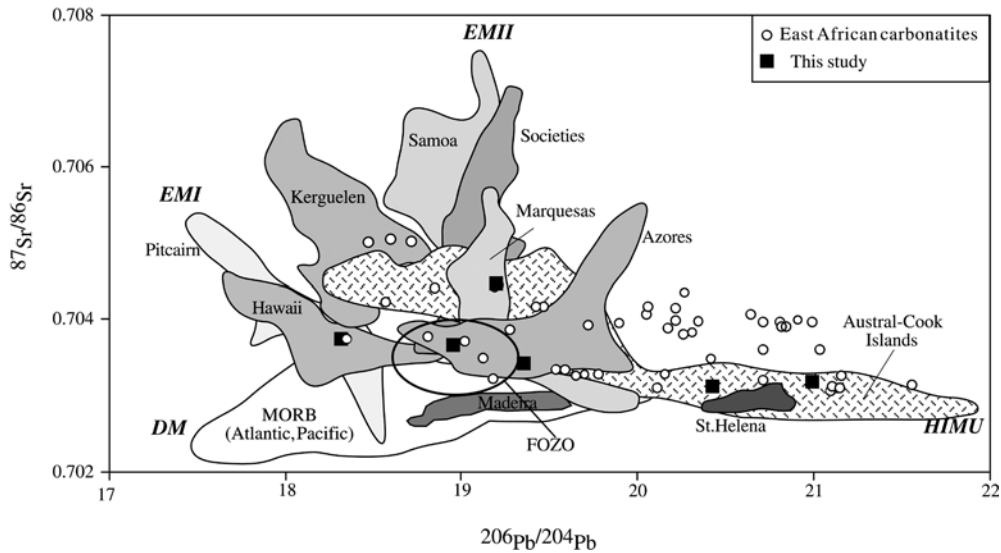 0.708
EMII
East African carbonatites
This study
Samoa
Societies
0.706
Kerguelen
EMI
Marquesas
87Sr/86Sr
Pitcairn
Azores
Hawaii
0.704
Austral-Cook
Islands
Madeira
MORB
(Atlantic, Pacific)
DM
FOZO
St.Helena
HIMU
0.702
17
18
19
20
21
22
206Pb/204Pb